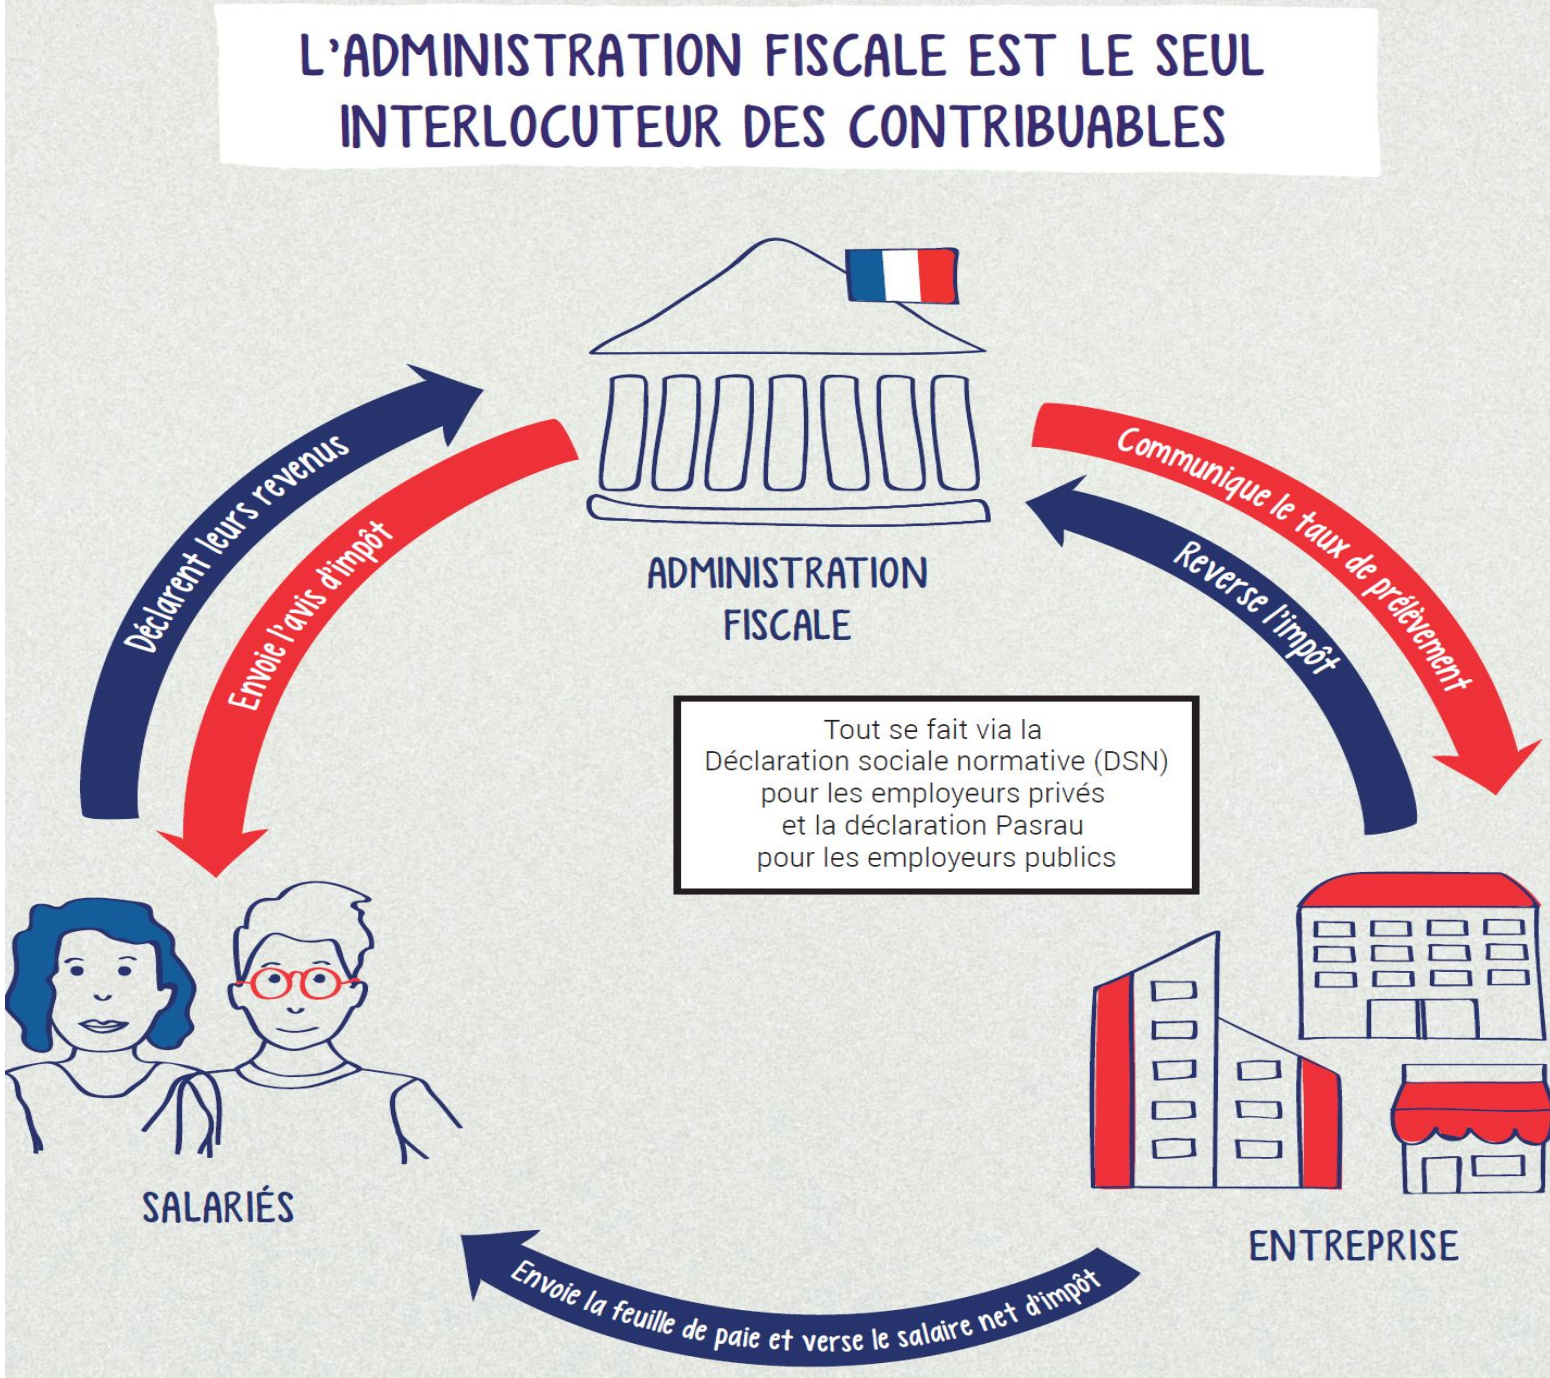 L'ADMINISTRATION FISCALE EST LE SEUL
INTERLOCUTEUR DES CONTRIBUABLES
Déclarent leurs revenus
Envoie l'avis d'impôt
Communique le taux de prélèvement
Reverse l'impôt
ADMINISTRATION
FISCALE
Tout se fait via la
Déclaration sociale normative (DSN)
pour les employeurs privés
et la déclaration Pasrau
pour les employeurs publics
SALARIÉS
ENTREPRISE
Envoie la feuille de paie et verse le salaire net d'impôt